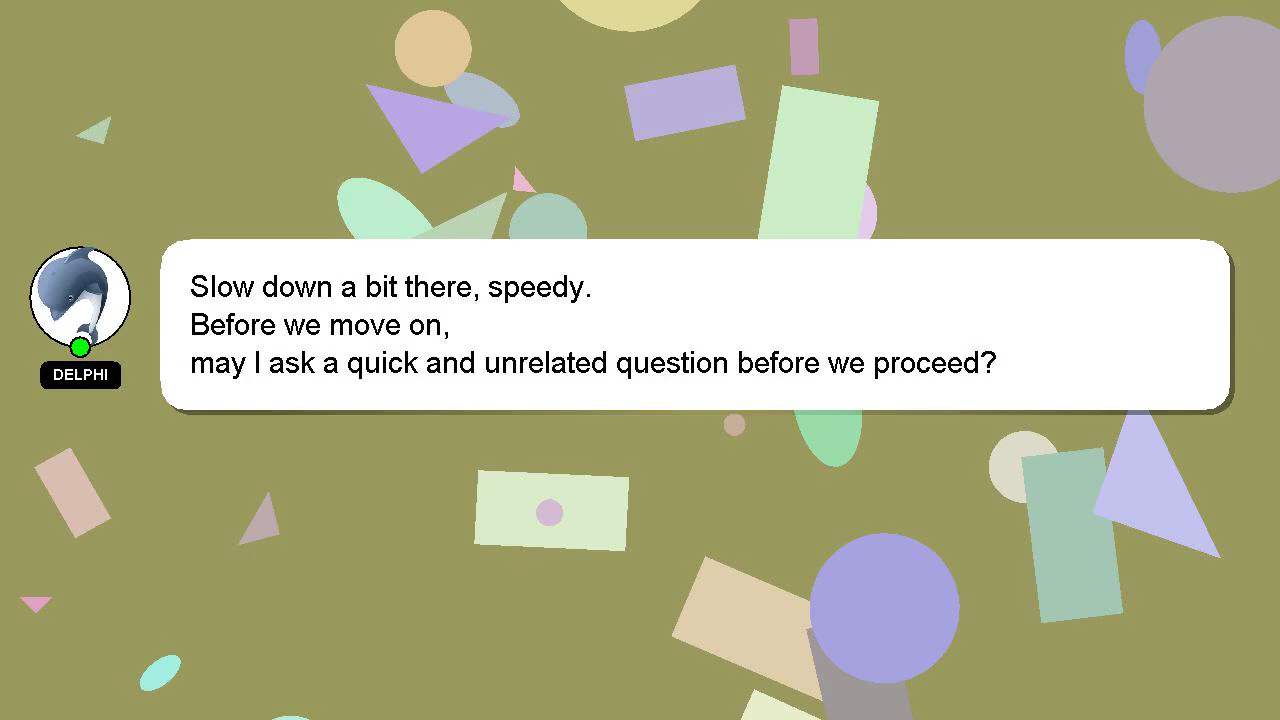 Slow down a bit there, speedy.
Before we move on,
may I ask a quick and unrelated question before we proceed?
DELPHI